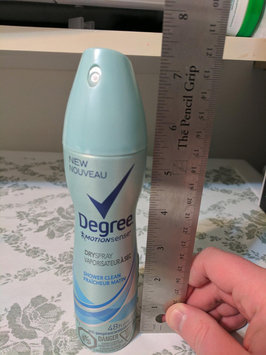 NEW
NOUVEAU
Degree
MOTIONsense
DRYSPRAY
VAPORISATEUR À SEC
SHOWER CLEAN
FRAÎCHEUR MATIN
48h
DANGER
8
7
6
5
4
3
2
1
The Pencil Grip